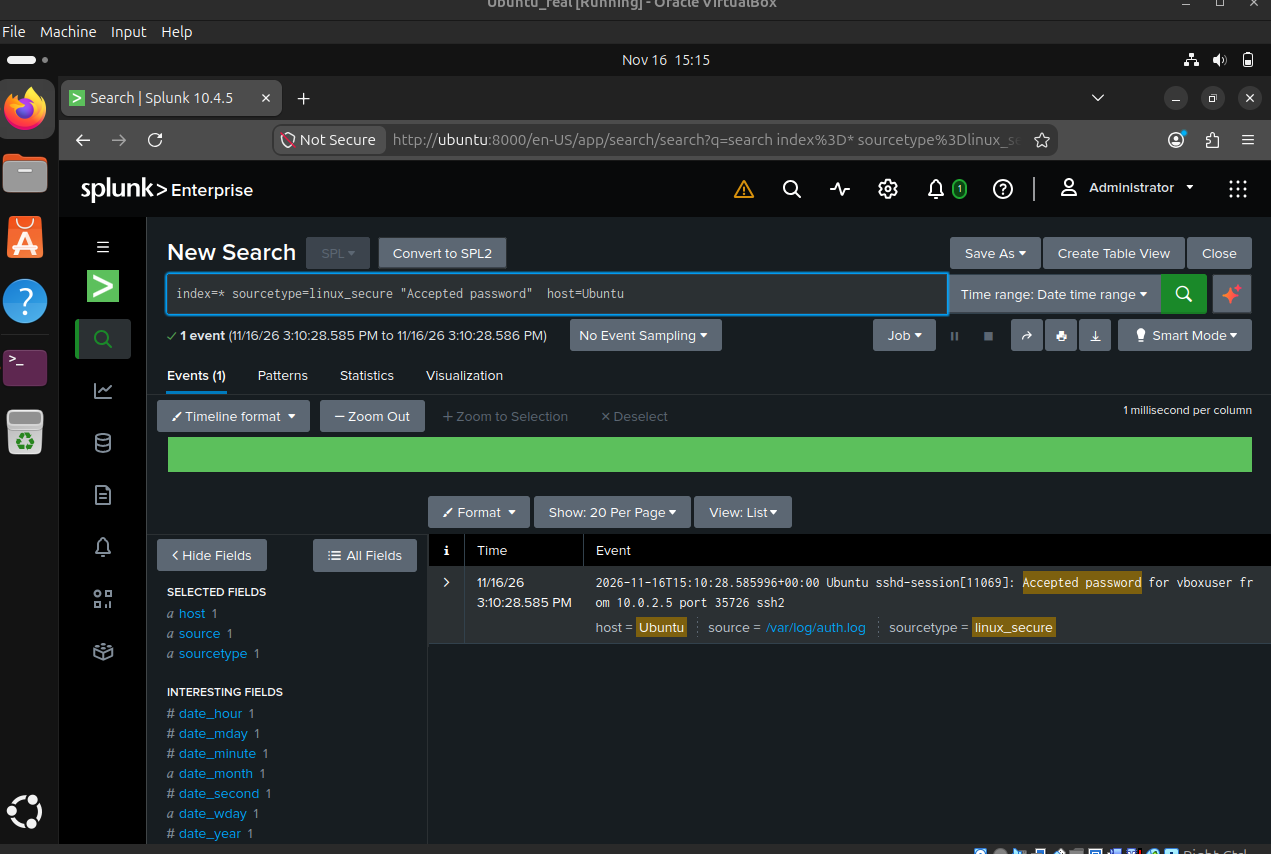 Ubuntu_real [Running] - Oracle VirtualBox
File Machine Input Help
Nov 16 15:15
Search | Splunk 10.4.5
Not Secure http://ubuntu:8000/en-US/app/search/search?q=search index%3D* sourcetype%3Dlinux_se
splunk> Enterprise
1
Administrator
New Search
SPL
Convert to SPL2
Save As
Create Table View
Close
index=* sourcetype=linux_secure "Accepted password"  host=Ubuntu
Time range: Date time range
1 event (11/16/26 3:10:28.585 PM to 11/16/26 3:10:28.586 PM)
No Event Sampling
Job
Smart Mode
Events (1)
Patterns
Statistics
Visualization
Timeline format
Zoom Out
+ Zoom to Selection
× Deselect
1 millisecond per column
Format
Show: 20 Per Page
View: List
< Hide Fields
All Fields
i Time Event
SELECTED FIELDS
a host 1
a source 1
a sourcetype 1
INTERESTING FIELDS
# date_hour 1
# date_mday 1
# date_minute 1
a date_month 1
# date_second 1
a date_wday 1
# date_year 1
11/16/26
3:10:28.585 PM
2026-11-16T15:10:28.585996+00:00 Ubuntu sshd-session[11069]: Accepted password for vboxuser fr
om 10.0.2.5 port 35726 ssh2
host = Ubuntu source = /var/log/auth.log sourcetype = linux_secure
Right Ctrl